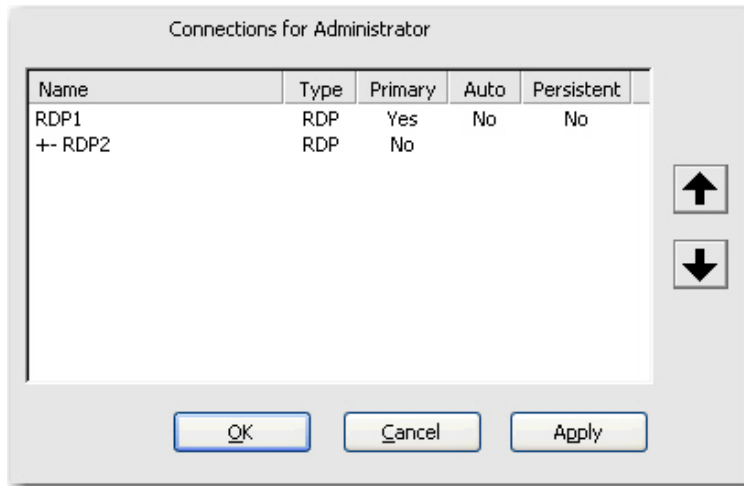 Connections for Administrator
Name Type Primary Auto Persistent
RDP1 RDP Yes No No
+- RDP2 RDP No
OK Cancel Apply